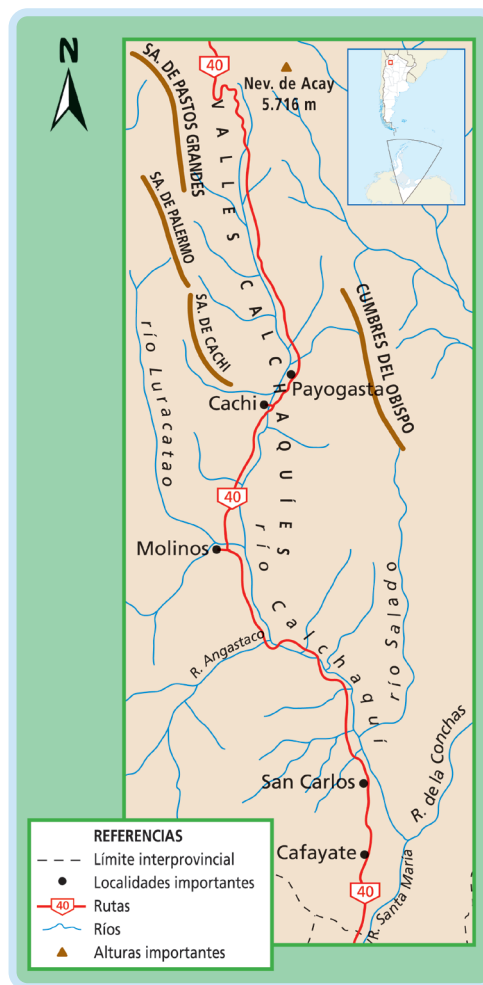 N
SA. DE PASTOS GRANDES
40
Nev. de Acay
5.716 m
VALLES CALCHAQUÍES
SA. DE PALERMO
SA. DE CACHI
CUMBRES DEL OBISPO
río Luracatao
Payogasta
Cachi
40
Molinos
río Calchaquí
río Salado
R. Angastaco
R. de la Conchas
San Carlos
Cafayate
40
R. Santa María
REFERENCIAS
Límite interprovincial
Localidades importantes
40 Rutas
Ríos
Alturas importantes